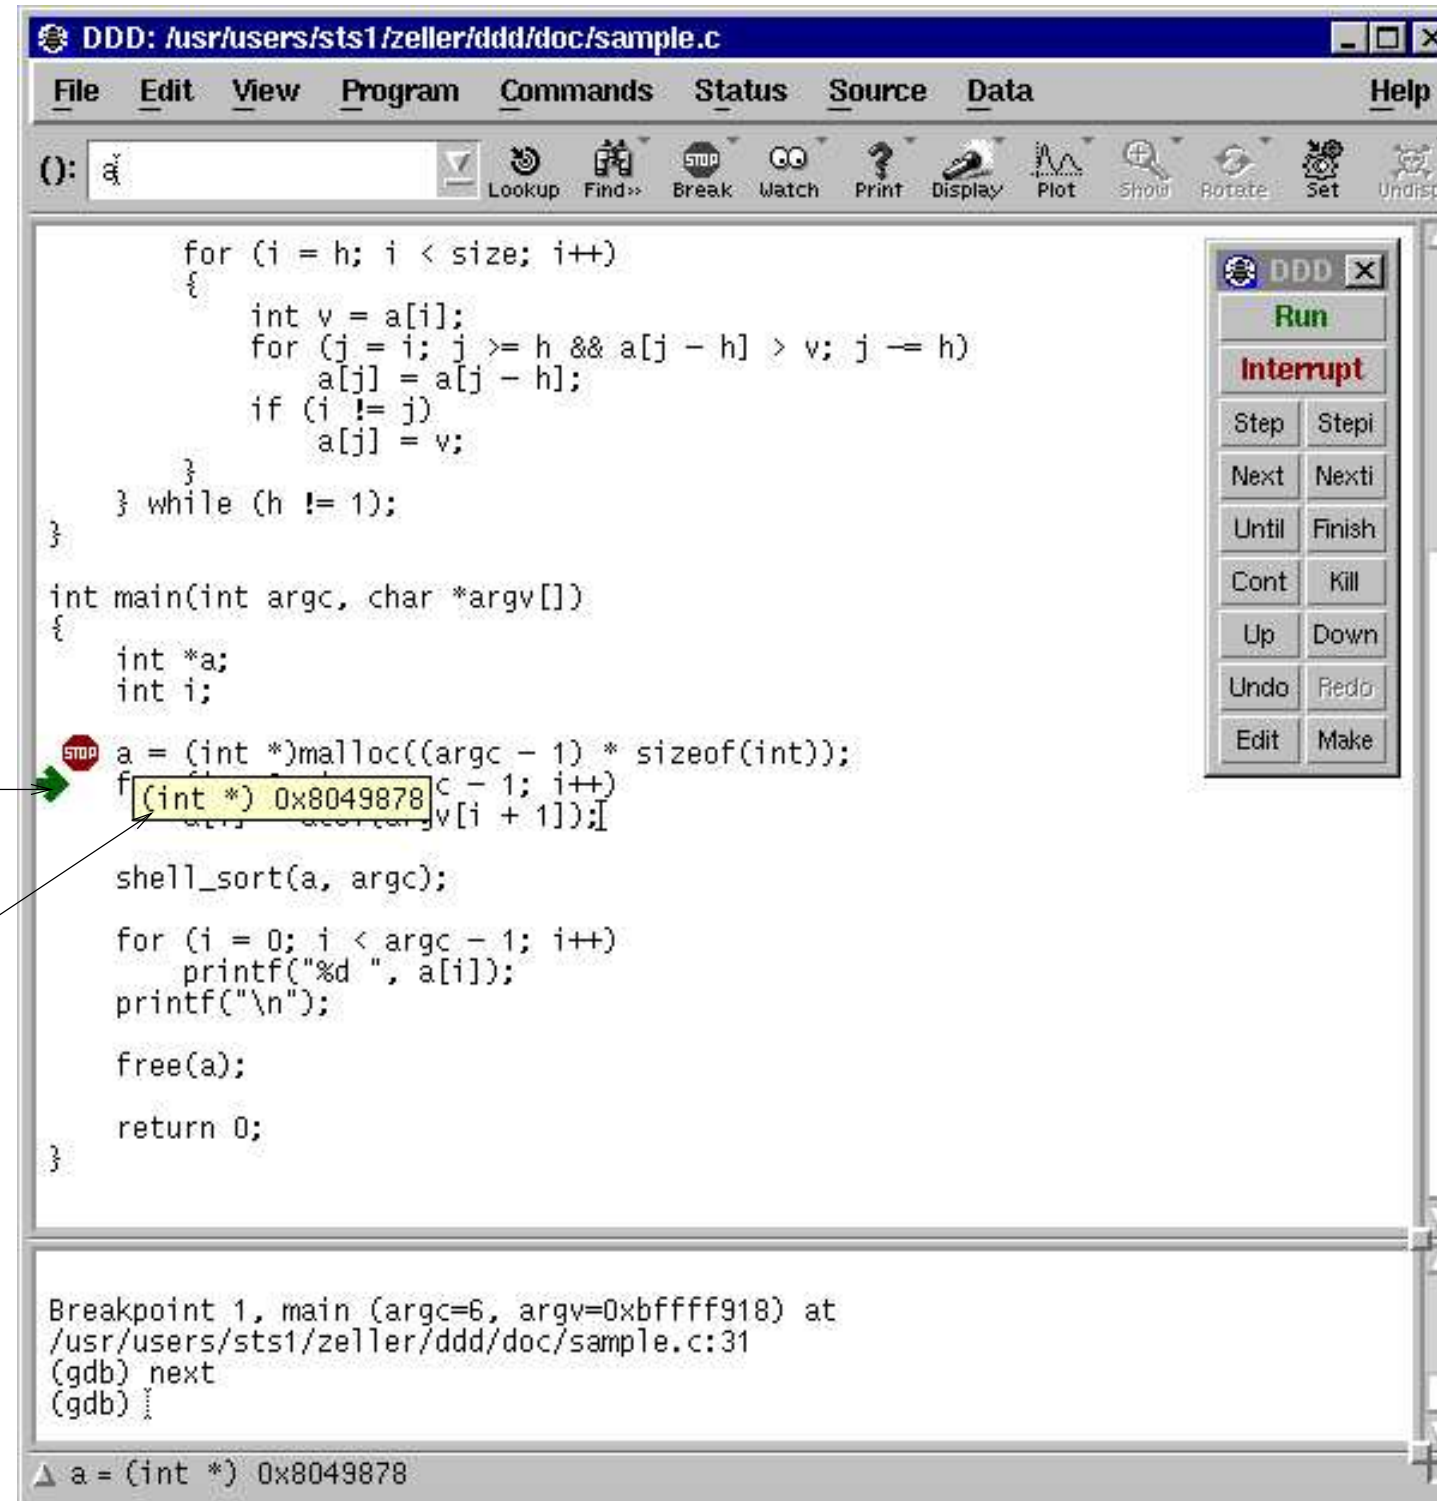 DDD: /usr/users/sts1/zeller/ddd/doc/sample.c
File Edit View Program Commands Status Source Data Help
(): a
Lookup Find>> Break Watch Print Display Plot Show Rotate Set
STOP
        for (i = h; i < size; i++)
        {
            int v = a[i];
            for (j = i; j >= h && a[j - h] > v; j -= h)
                a[j] = a[j - h];
            if (i != j)
                a[j] = v;
        }
    } while (h != 1);
}
int main(int argc, char *argv[])
{
    int *a;
    int i;
STOP a = (int *)malloc((argc - 1) * sizeof(int));
c - 1; i++)
(int *) 0x8049878
v[i + 1]);
    shell_sort(a, argc);
    for (i = 0; i < argc - 1; i++)
        printf("%d ", a[i]);
    printf("\n");
    free(a);
    return 0;
}
DDD
Run
Interrupt
Step Stepi
Next Nexti
Until Finish
Cont Kill
Up Down
Undo Redo
Edit Make
Breakpoint 1, main (argc=6, argv=0xbffff918) at
/usr/users/sts1/zeller/ddd/doc/sample.c:31
(gdb) next
(gdb)
a = (int *) 0x8049878